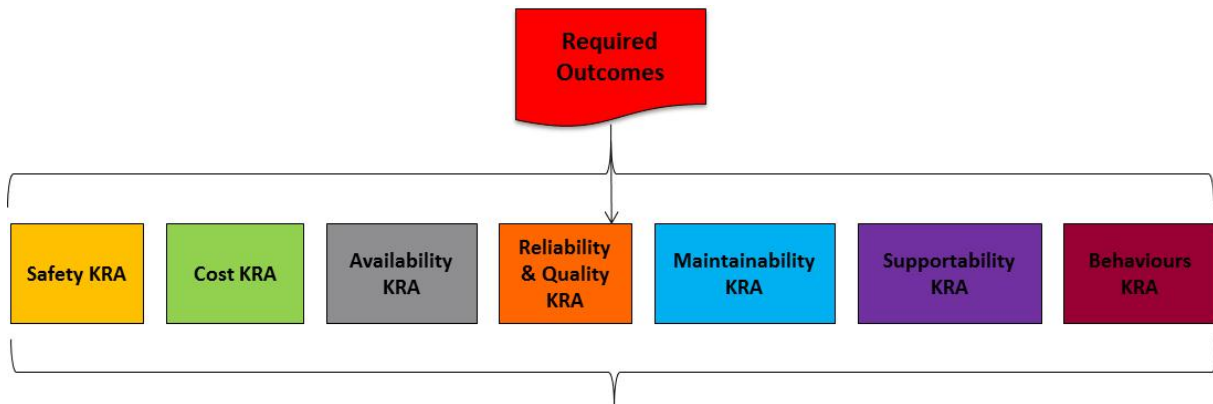 Required
Outcomes
Safety KRA
Cost KRA
Availability
KRA
Reliability
& Quality
KRA
Maintainability
KRA
Supportability
KRA
Behaviours
KRA